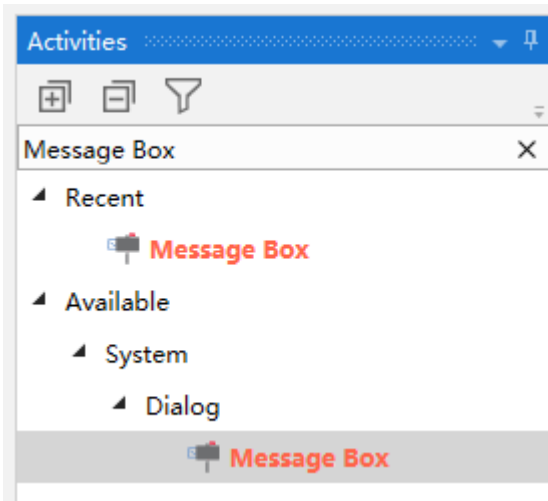 Activities
Message Box
Recent
Message Box
Available
System
Dialog
Message Box